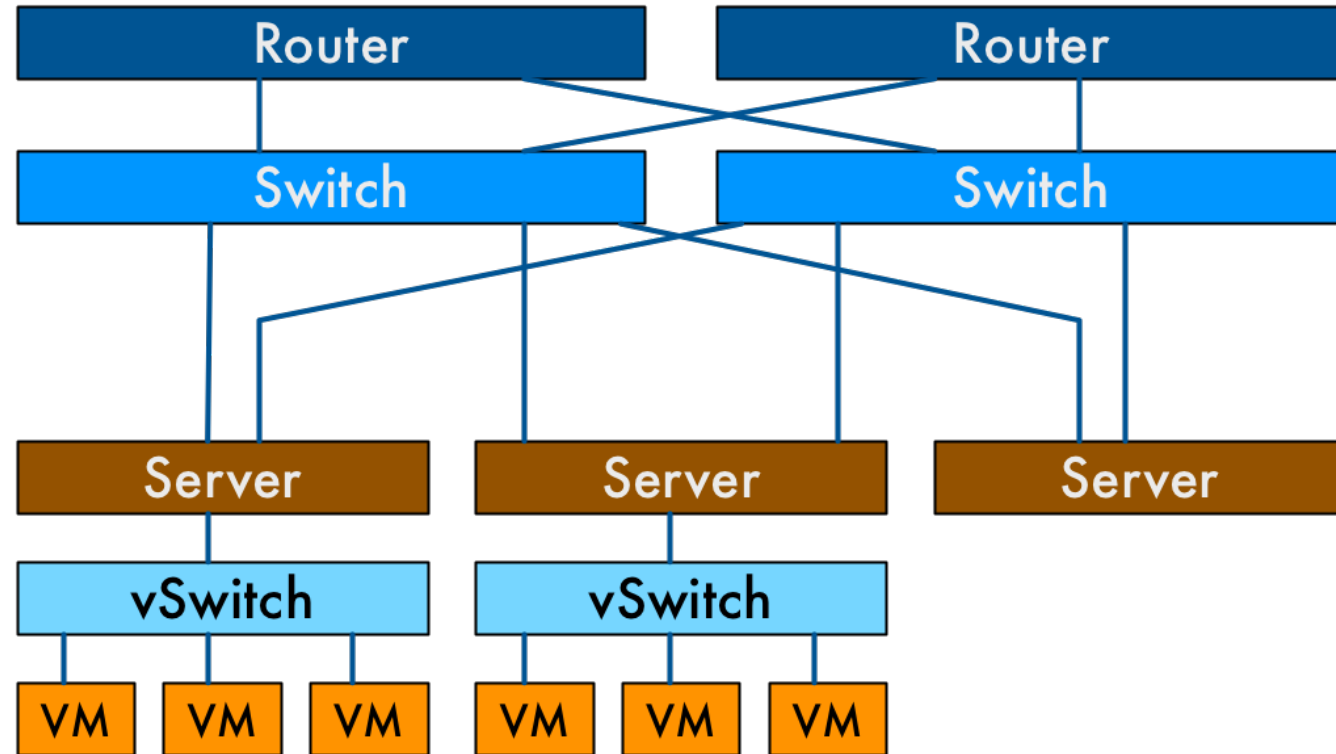 Router Router
Switch Switch
Server Server Server
vSwitch vSwitch
VM VM VM VM VM VM